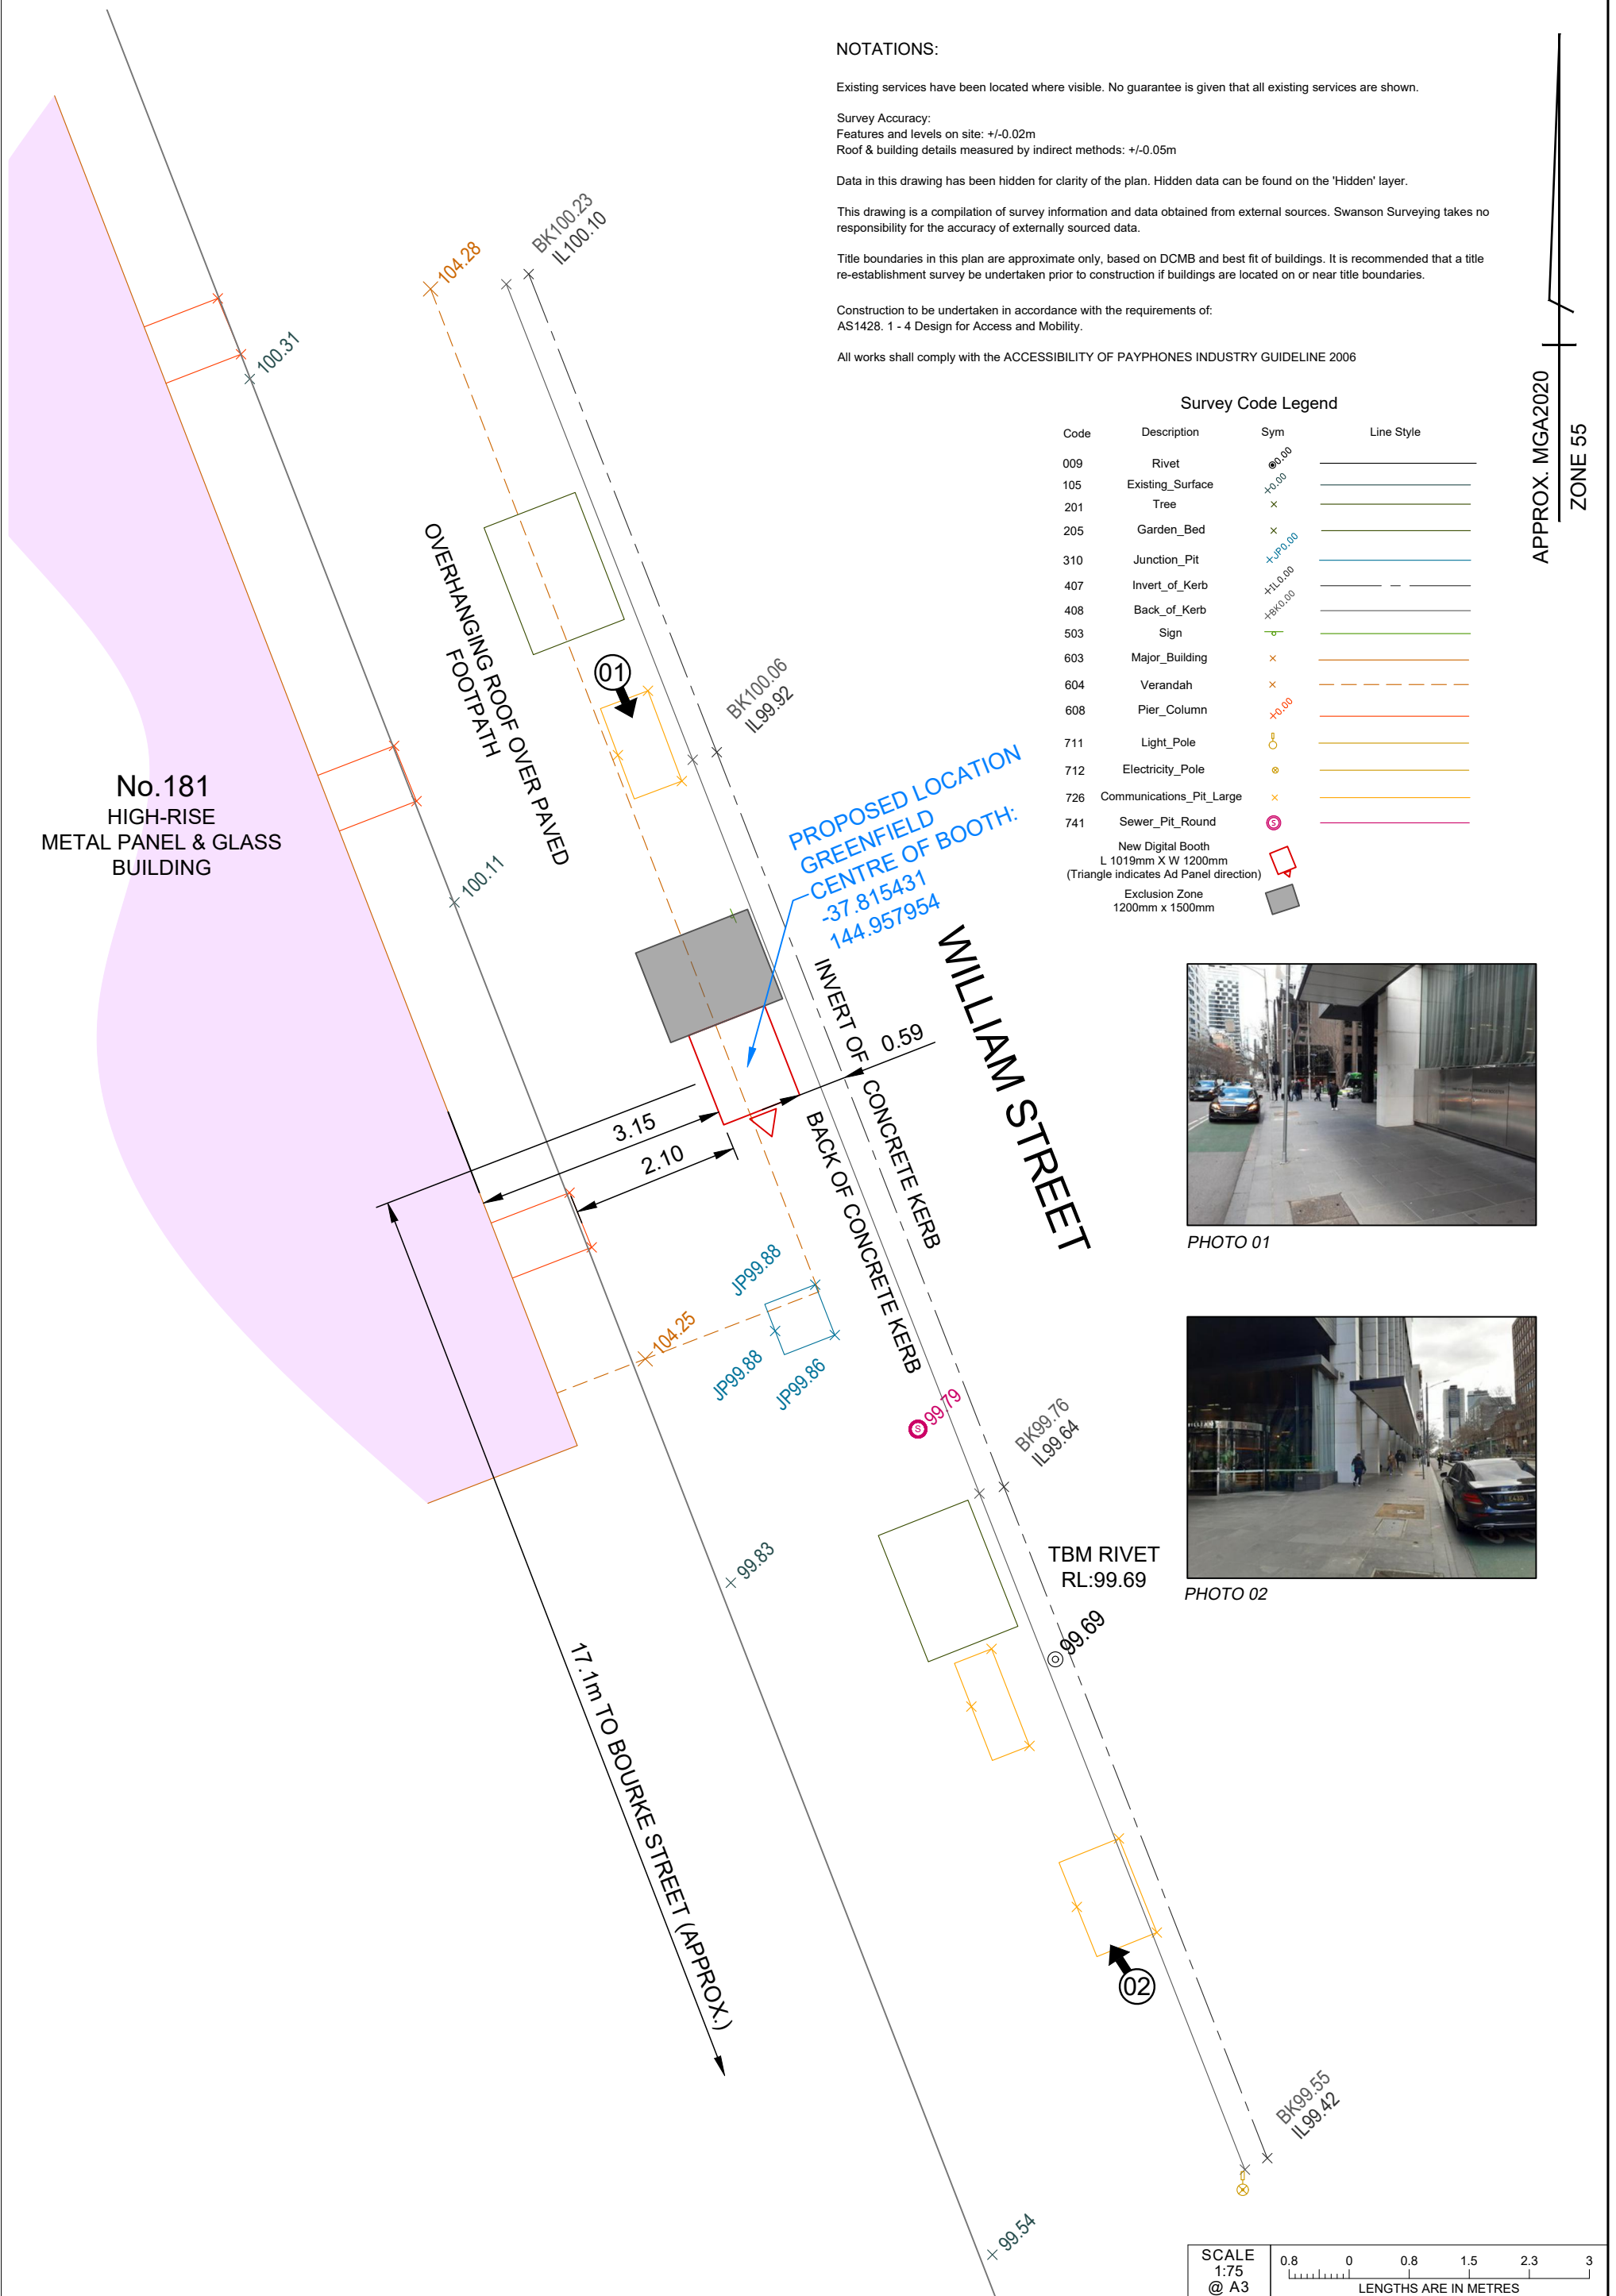 NOTATIONS:
Existing services have been located where visible. No guarantee is given that all existing services are shown.
Survey Accuracy:
Features and levels on site: +/-0.02m
Roof & building details measured by indirect methods: +/-0.05m
Data in this drawing has been hidden for clarity of the plan. Hidden data can be found on the 'Hidden' layer.
This drawing is a compilation of survey information and data obtained from external sources. Swanson Surveying takes no
responsibility for the accuracy of externally sourced data.
Title boundaries in this plan are approximate only, based on DCMB and best fit of buildings. It is recommended that a title
re-establishment survey be undertaken prior to construction if buildings are located on or near title boundaries.
Construction to be undertaken in accordance with the requirements of:
AS1428. 1 - 4 Design for Access and Mobility.
All works shall comply with the ACCESSIBILITY OF PAYPHONES INDUSTRY GUIDELINE 2006
APPROX. MGA2020
ZONE 55
Survey Code Legend
Code Description Sym Line Style
009 Rivet 0.00
105 Existing_Surface 0.00
201 Tree
205 Garden_Bed
310 Junction_Pit JP0.00
407 Invert_of_Kerb IL0.00
408 Back_of_Kerb BK0.00
503 Sign
603 Major_Building
604 Verandah
608 Pier_Column 0.00
711 Light_Pole
712 Electricity_Pole
726 Communications_Pit_Large
741 Sewer_Pit_Round S
New Digital Booth
L 1019mm X W 1200mm
(Triangle indicates Ad Panel direction)
Exclusion Zone
1200mm x 1500mm
BK100.23
IL100.10
104.28
100.31
OVERHANGING ROOF OVER PAVED
FOOTPATH
01
BK100.06
IL99.92
No.181
HIGH-RISE
METAL PANEL & GLASS
BUILDING
100.11
PROPOSED LOCATION
GREENFIELD
CENTRE OF BOOTH:
-37.815431
144.957954
WILLIAM STREET
INVERT OF CONCRETE KERB
BACK OF CONCRETE KERB
0.59
3.15
2.10
PHOTO 01
JP99.88
104.25
JP99.88
JP99.86
S 99.79
BK99.76
IL99.64
TBM RIVET
RL:99.69
99.69
PHOTO 02
99.83
17.1m TO BOURKE STREET (APPROX.)
02
BK99.55
IL99.42
99.54
SCALE
1:75
@ A3
0.8 0 0.8 1.5 2.3 3
LENGTHS ARE IN METRES